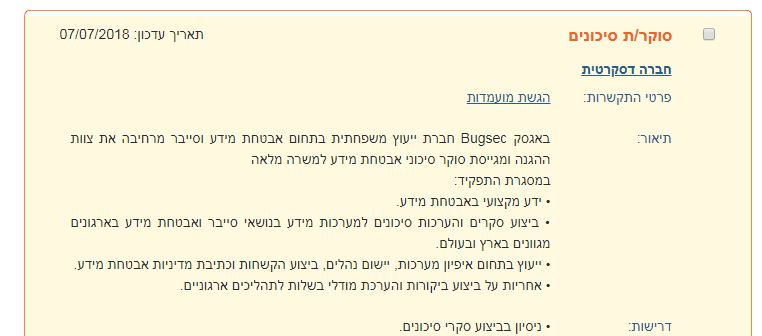 סוקר/ת סיכונים תאריך עדכון: 07/07/2018
חברה דסקרטית
פרטי התקשרות: הגשת מועמדות
תיאור: באגסק Bugsec חברת ייעוץ משפחתית בתחום אבטחת מידע וסייבר מרחיבה את צוות
ההגנה ומגייסת סוקר סיכוני אבטחת מידע למשרה מלאה
במסגרת התפקיד:
• ידע מקצועי באבטחת מידע.
• ביצוע סקרים והערכות סיכונים למערכות מידע בנושאי סייבר ואבטחת מידע בארגונים
מגוונים בארץ ובעולם.
• ייעוץ בתחום איפיון מערכות, יישום נהלים, ביצוע הקשחות וכתיבת מדיניות אבטחת מידע.
• אחריות על ביצוע ביקורות והערכת מודלי בשלות לתהליכים ארגוניים.
דרישות: • ניסיון בביצוע סקרי סיכונים.